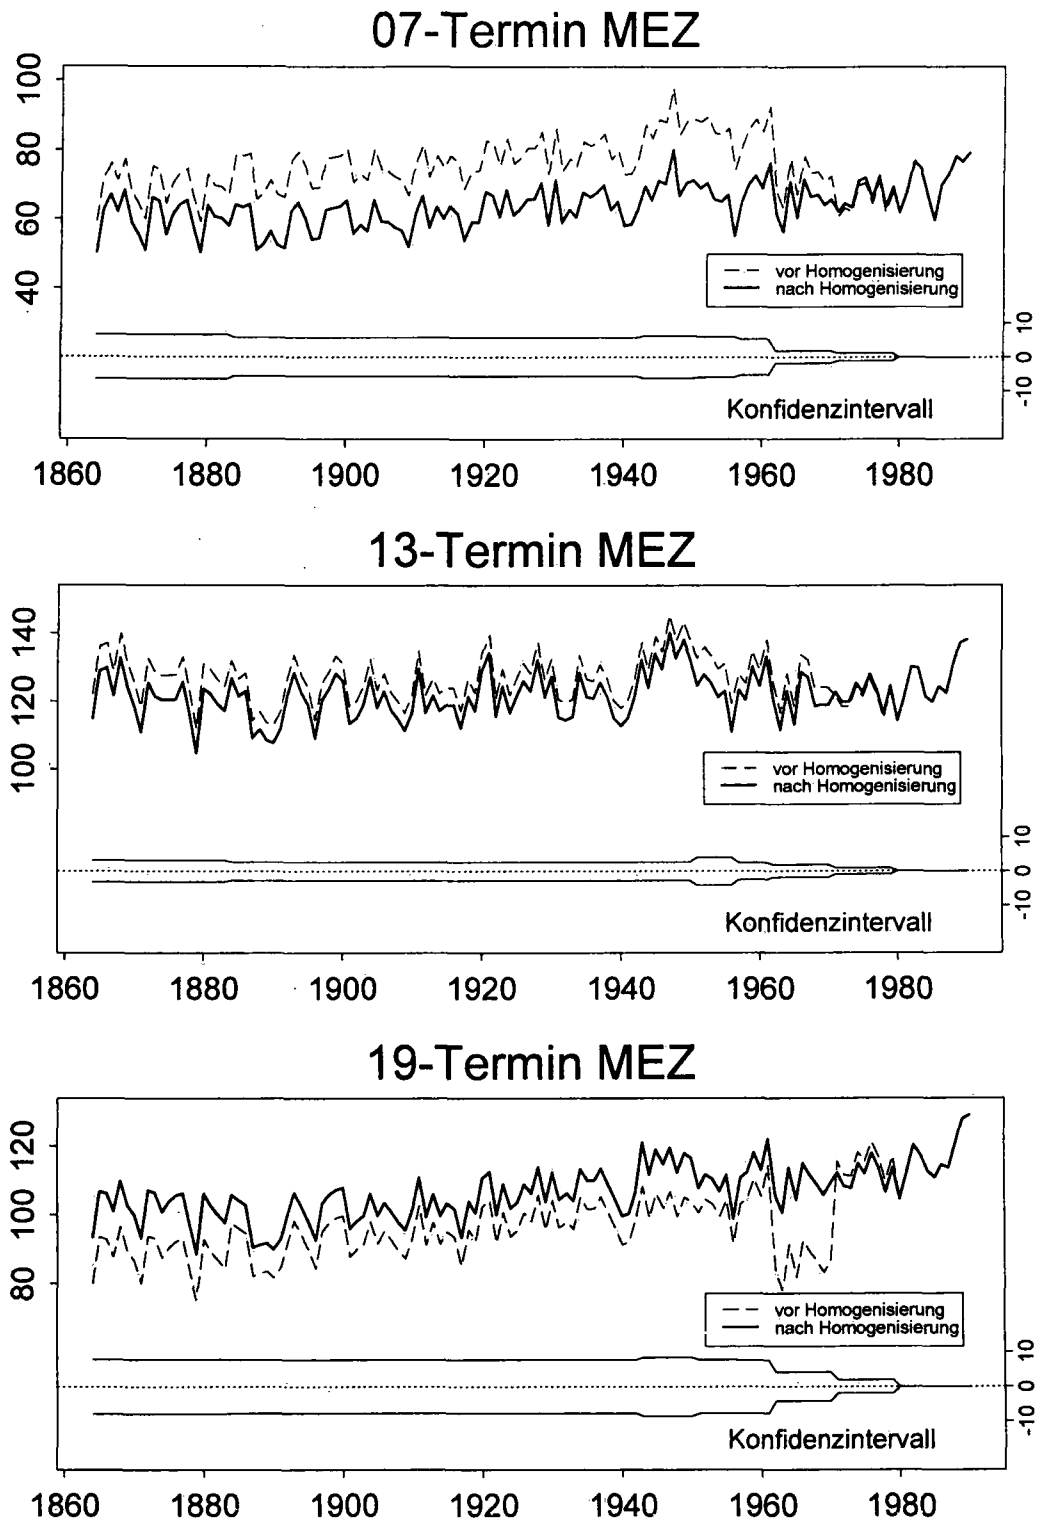 07-Termin MEZ
100
80
60
40
vor Homogenisierung
nach Homogenisierung
10
0
-10
Konfidenzintervall
1860 1880 1900 1920 1940 1960 1980
13-Termin MEZ
140
120
100
vor Homogenisierung
nach Homogenisierung
10
0
-10
Konfidenzintervall
1860 1880 1900 1920 1940 1960 1980
19-Termin MEZ
120
100
80
vor Homogenisierung
nach Homogenisierung
10
0
-10
Konfidenzintervall
1860 1880 1900 1920 1940 1960 1980